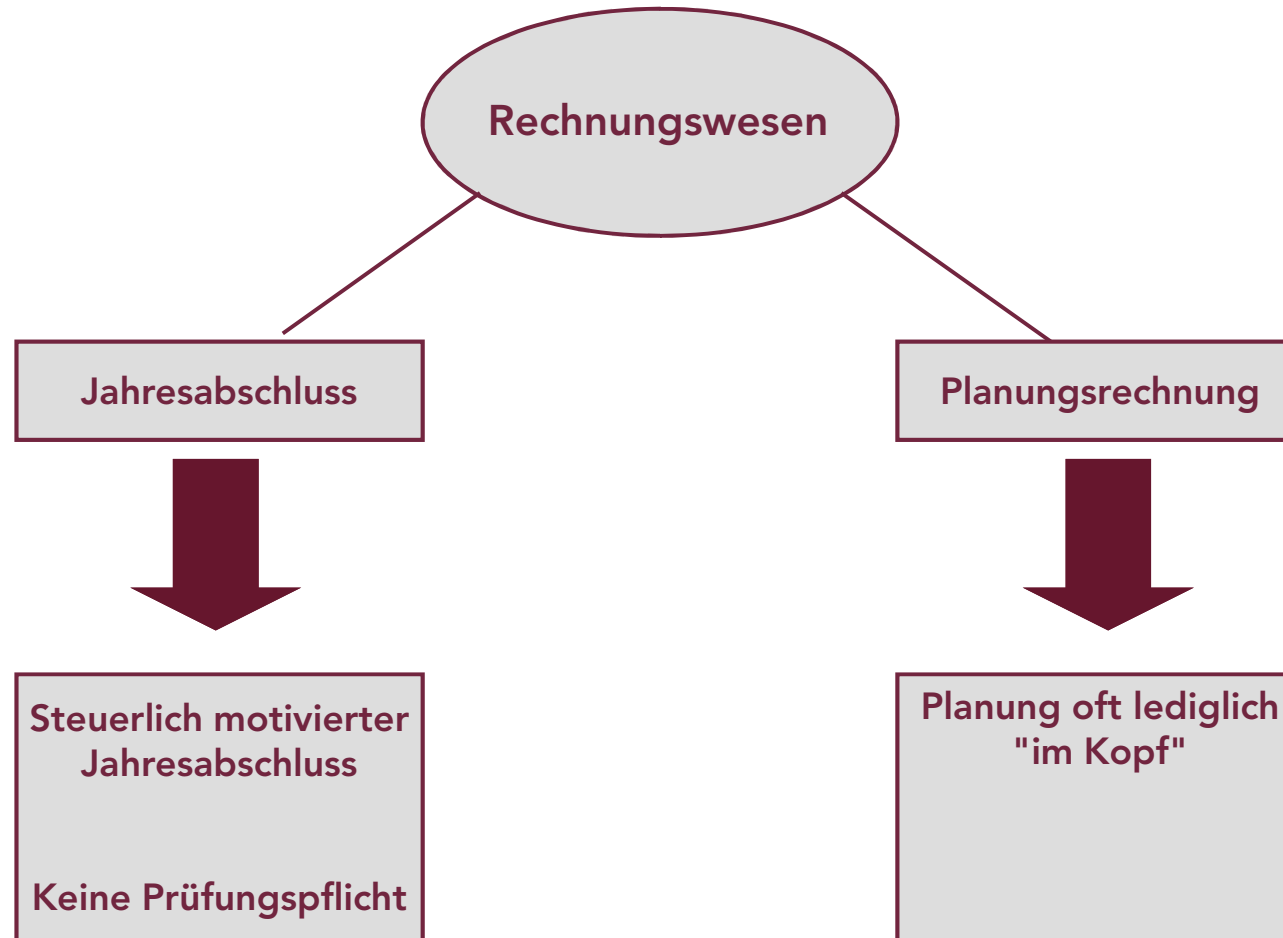 Rechnungswesen
Jahresabschluss
Planungsrechnung
Steuerlich motivierter
Jahresabschluss
Keine Prüfungspflicht
Planung oft lediglich
"im Kopf"